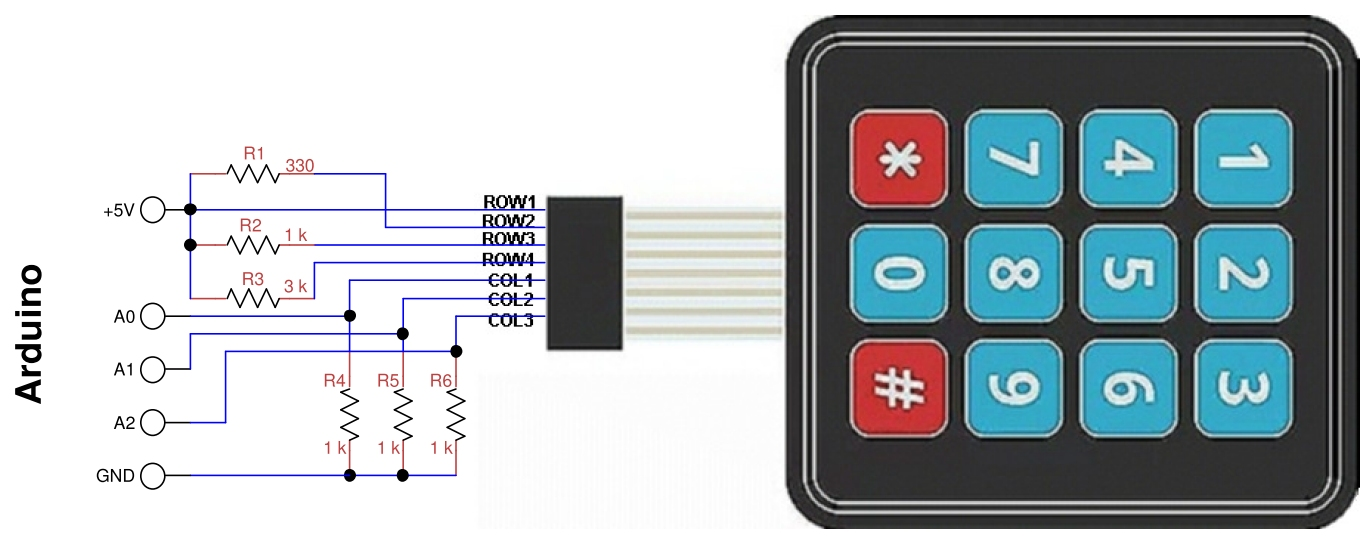 Arduino
R1
330
+5V
ROW1
ROW2
R2
1 k
ROW3
R3
3 k
ROW4
COL1
COL2
COL3
A0
A1
A2
R4
R5
R6
1 k
1 k
1 k
GND
* 7 4 1
0 8 5 2
# 9 6 3